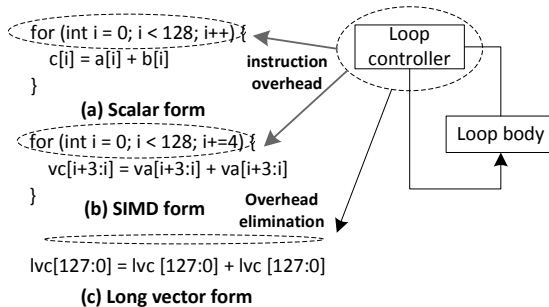 for (int i = 0; i < 128; i++) {
c[i] = a[i] + b[i]
}
(a) Scalar form
for (int i = 0; i < 128; i+=4) {
vc[i+3:i] = va[i+3:i] + va[i+3:i]
}
(b) SIMD form
lvc[127:0] = lvc [127:0] + lvc [127:0]
(c) Long vector form
instruction
overhead
Overhead
elimination
Loop
controller
Loop body